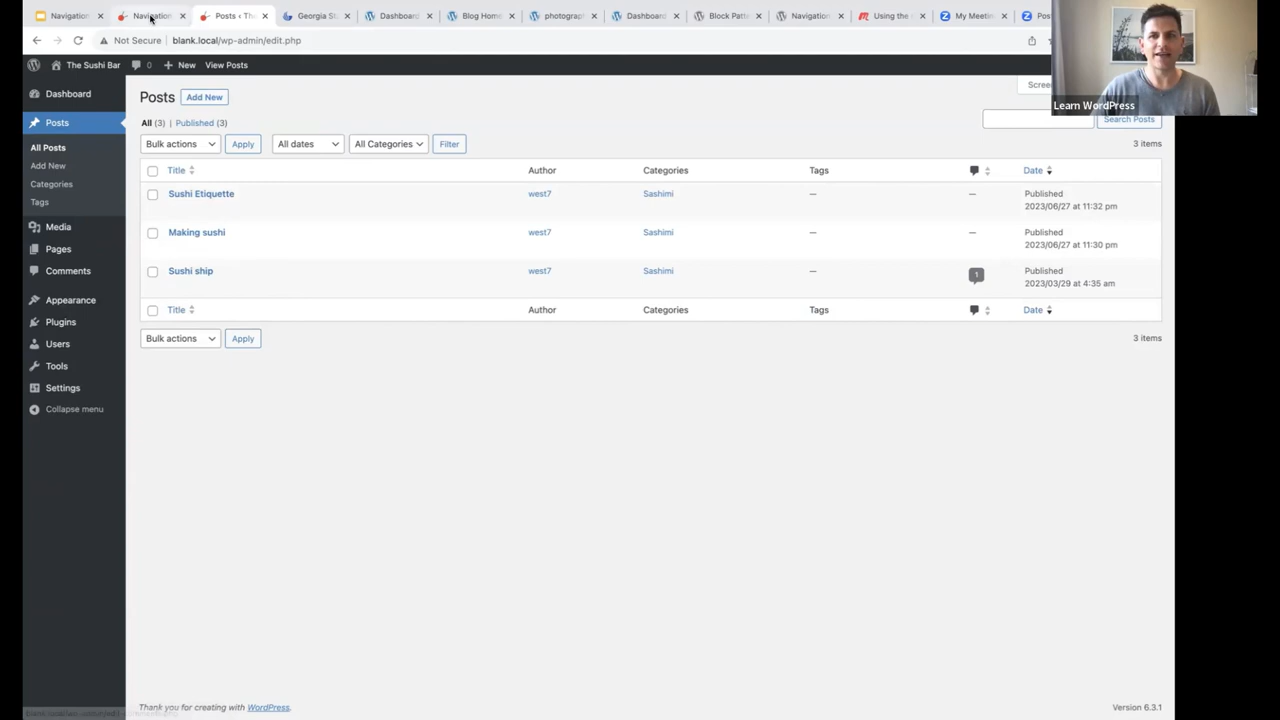 Navigation
Navigation
Posts ‹ Th
Georgia St
Dashboard
Blog Home
photograp
Dashboard
Block Patt
Navigation
Using the
My Meetin
Pos
Not Secure
blank.local/wp-admin/edit.php
The Sushi Bar 0 New View Posts
Learn WordPress
Dashboard
Posts
All Posts
Add New
Categories
Tags
Media
Pages
Comments
Appearance
Plugins
Users
Tools
Settings
Collapse menu
Posts Add New
Scree
All (3) | Published (3)
Search Posts
Bulk actions Apply All dates All Categories Filter 3 items
Title Author Categories Tags Date
Sushi Etiquette west7 Sashimi — — Published
2023/06/27 at 11:32 pm
Making sushi west7 Sashimi — — Published
2023/06/27 at 11:30 pm
Sushi ship west7 Sashimi — 1 Published
2023/03/29 at 4:35 am
Title Author Categories Tags Date
Bulk actions Apply 3 items
Thank you for creating with WordPress.
Version 6.3.1